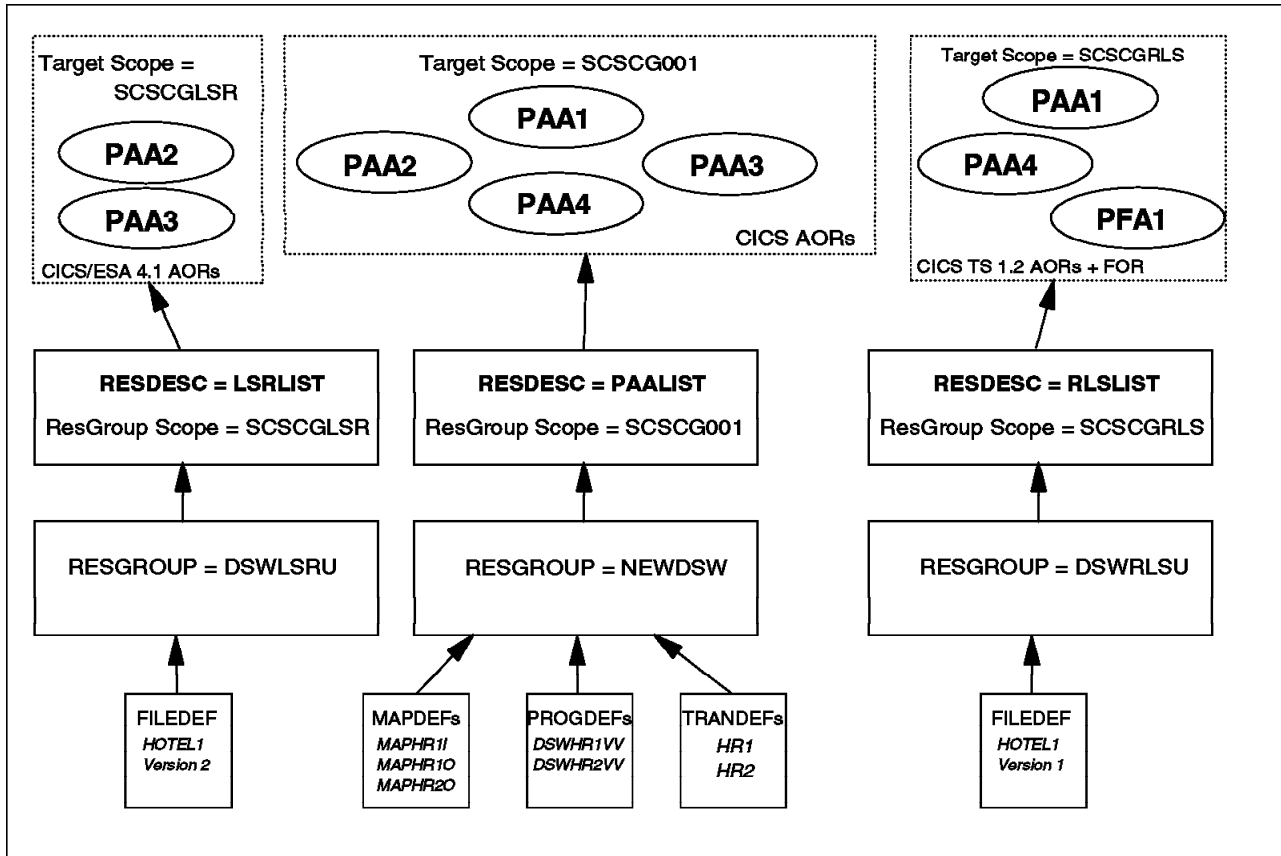 Target Scope =
SCSCGLSR
PAA2
PAA3
CICS/ESA 4.1 AORs
Target Scope = SCSCG001
PAA1
PAA2
PAA3
PAA4
CICS AORs
Target Scope = SCSCGRLS
PAA1
PAA4
PFA1
CICS TS 1.2 AORs + FOR
RESDESC = LSRLIST
ResGroup Scope = SCSCGLSR
RESDESC = PAALIST
ResGroup Scope = SCSCG001
RESDESC = RLSLIST
ResGroup Scope = SCSCGRLS
RESGROUP = DSWLSRU
RESGROUP = NEWDSW
RESGROUP = DSWRLSU
FILEDEF
HOTEL1
Version 2
MAPDEFs
MAPHR1I
MAPHR1O
MAPHR2O
PROGDEFs
DSWHR1VV
DSWHR2VV
TRANDEFs
HR1
HR2
FILEDEF
HOTEL1
Version 1